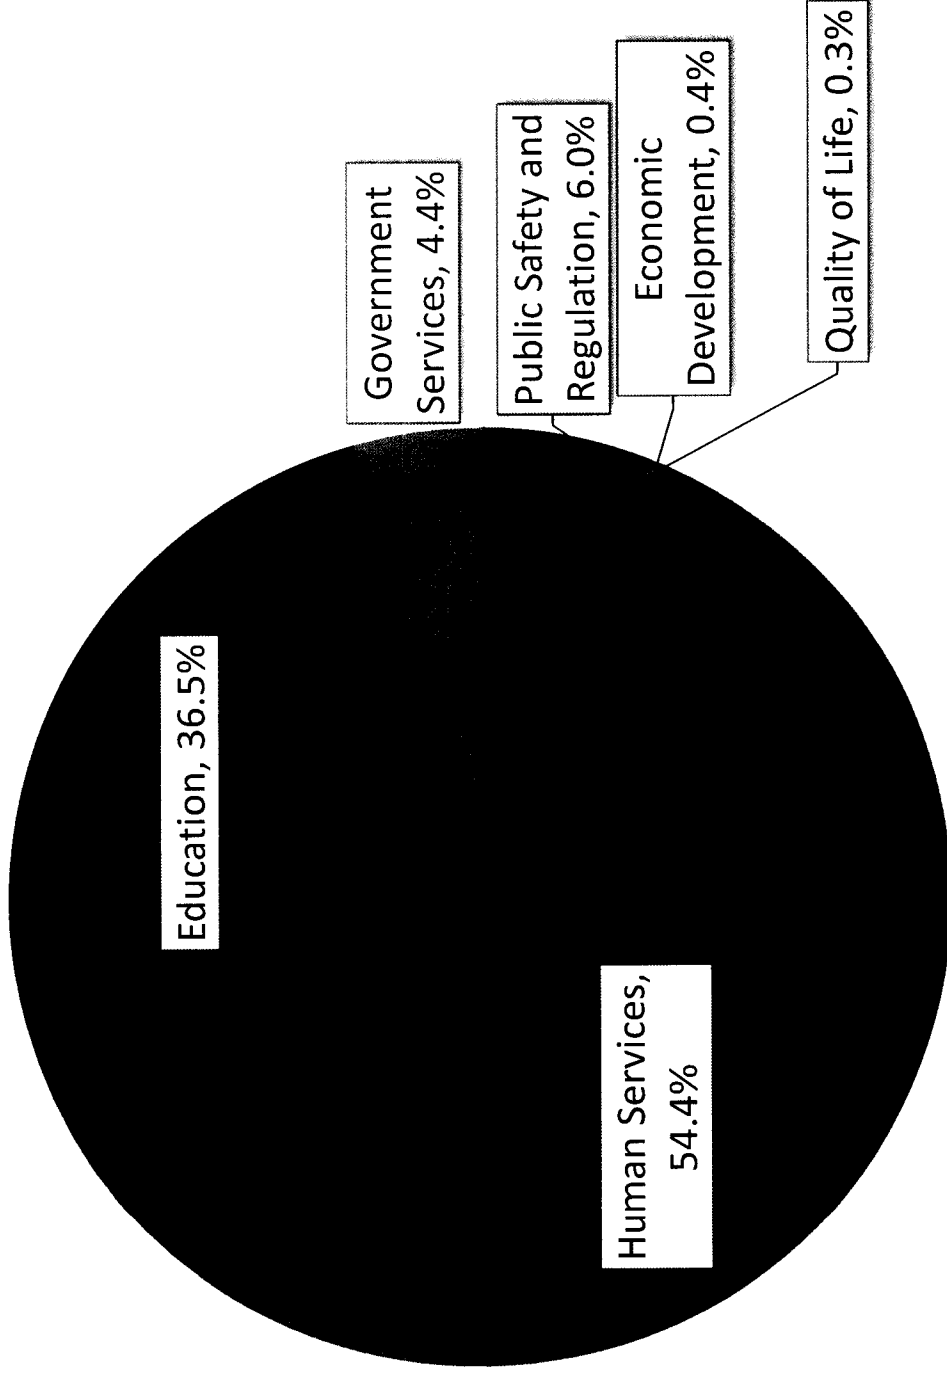 Government
Services, 4.4%
Public Safety and
Regulation, 6.0%
Economic
Development, 0.4%
Quality of Life, 0.3%
Education, 36.5%
Human Services,
54.4%